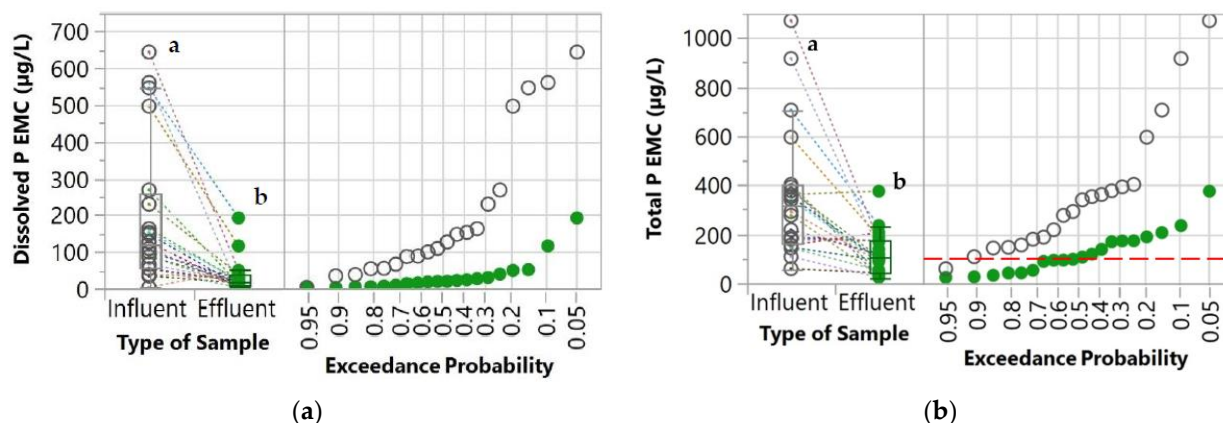 700
600
500
400
300
200
100
0
Dissolved P EMC (µg/L)
a
b
Influent Effluent
Type of Sample
0.95 0.9 0.8 0.7 0.6 0.5 0.4 0.3 0.2 0.1 0.05
Exceedance Probability
(a)
1000
800
600
400
200
0
Total P EMC (µg/L)
a
b
Influent Effluent
Type of Sample
0.95 0.9 0.8 0.7 0.6 0.5 0.4 0.3 0.2 0.1 0.05
Exceedance Probability
(b)